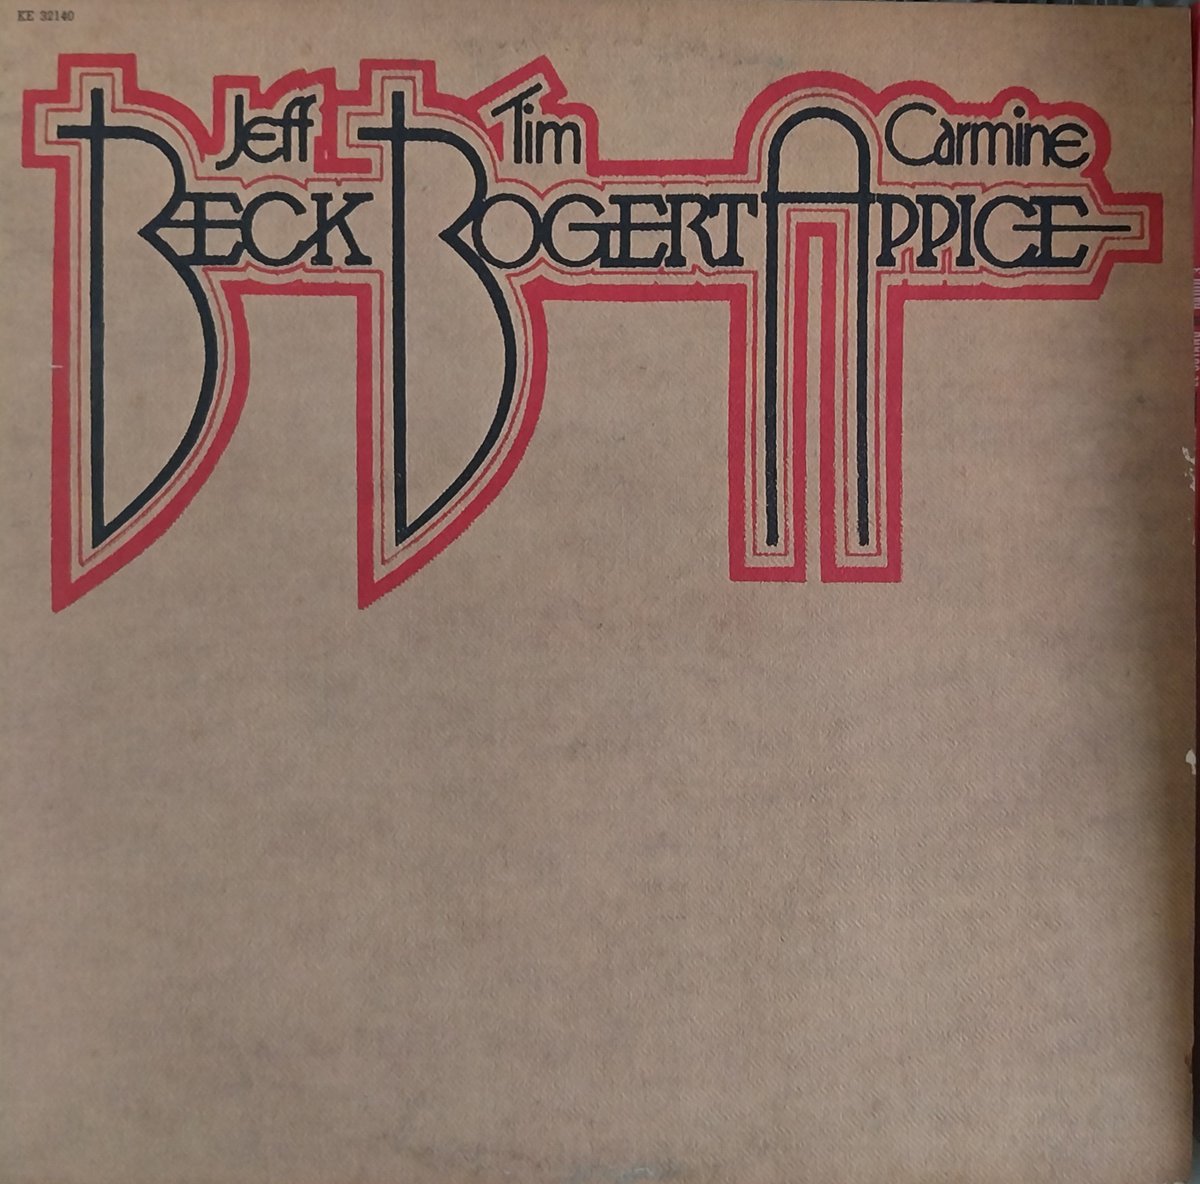 KE 32140
Jeff Tim Carmine
BECK BOGERT APPICE